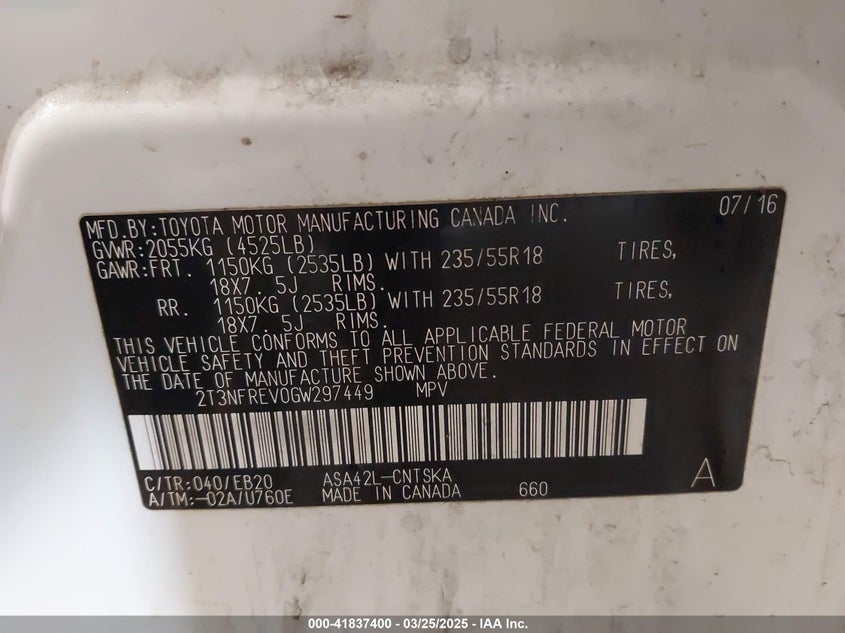 MFD.BY:TOYOTA MOTOR MANUFACTURING CANADA INC. 07/16
GVWR:2055KG (4525LB)
GAWR:FRT. 1150KG (2535LB) WITH 235/55R18 TIRES,
18X7. 5J RIMS.
RR. 1150KG (2535LB) WITH 235/55R18 TIRES,
18X7. 5J RIMS.
THIS VEHICLE CONFORMS TO ALL APPLICABLE FEDERAL MOTOR
VEHICLE SAFETY AND THEFT PREVENTION STANDARDS IN EFFECT ON
THE DATE OF MANUFACTURE SHOWN ABOVE.
2T3NFREV0GW297449 MPV
C/TR:040/EB20 ASA42L-CNTSKA A
A/TM:-02A/U760E MADE IN CANADA 660
000-41837400 - 03/25/2025 - IAA Inc.